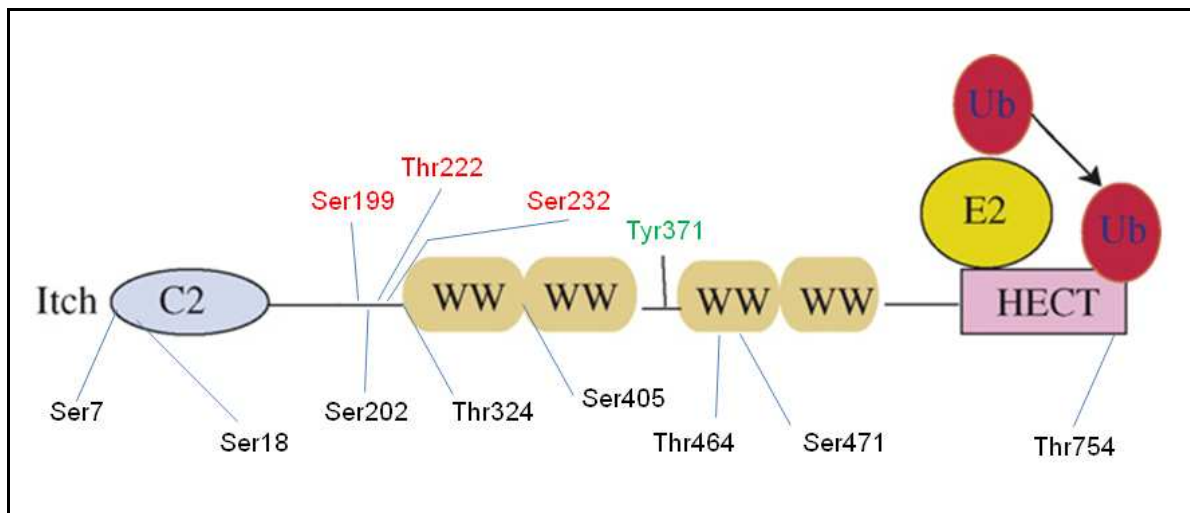 Ub
Thr222
Ser199
Ser232
E2
Tyr371
Ub
Itch
C2
WW
WW
WW
WW
HECT
Ser7
Ser18
Ser202
Thr324
Ser405
Thr464
Ser471
Thr754